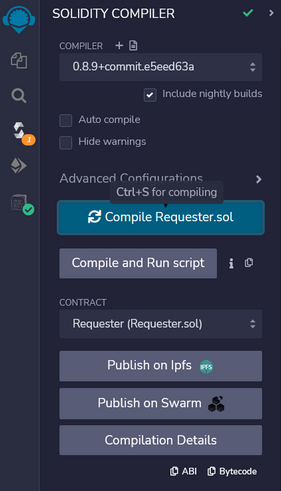 SOLIDITY COMPILER
COMPILER
0.8.9+commit.e5eed63a
Include nightly builds
Auto compile
Hide warnings
Advanced Configurations
Ctrl+S for compiling
Compile Requester.sol
1
Compile and Run script
CONTRACT
Requester (Requester.sol)
Publish on Ipfs IPFS
Publish on Swarm
Compilation Details
ABI Bytecode